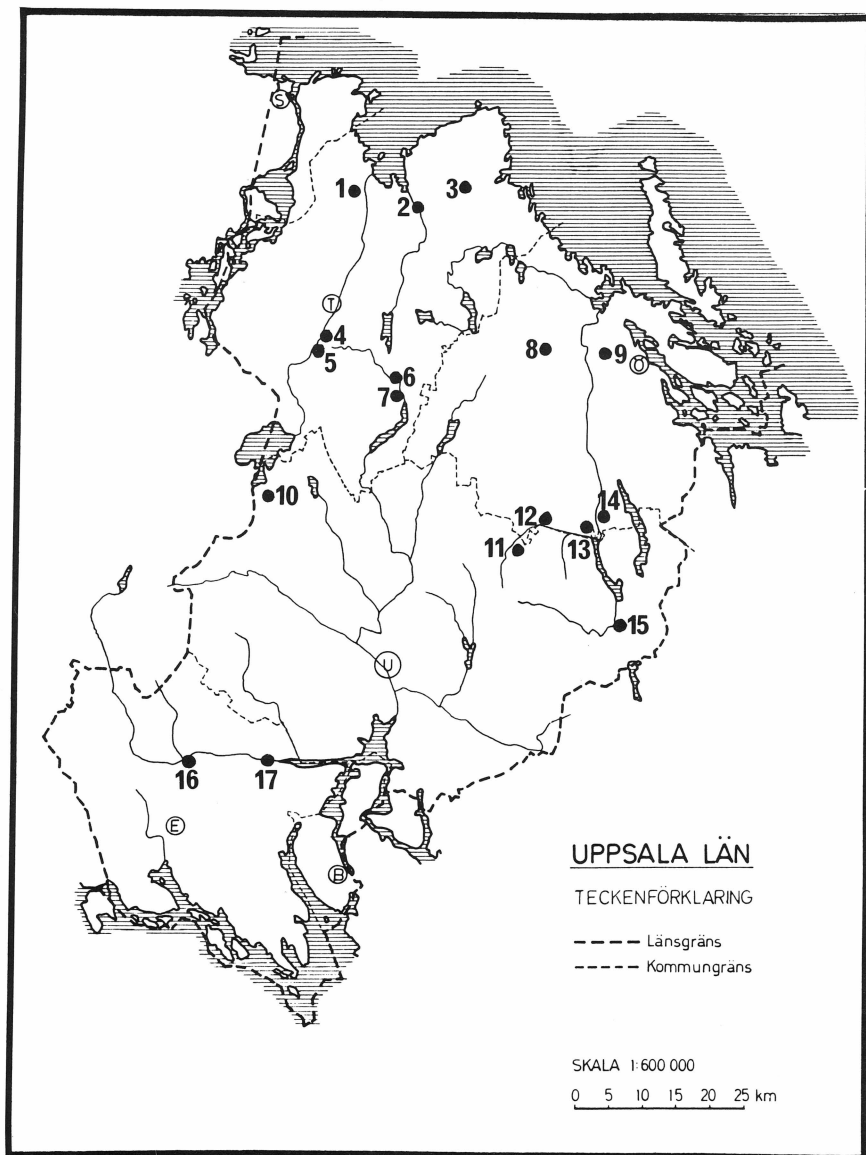 S
1
3
2
T
4
5
8
9
Ö
6
7
10
14
12
13
11
15
U
16
17
E
B
UPPSALA LÄN
TECKENFÖRKLARING
Länsgräns
Kommungräns
SKALA 1:600 000
0 5 10 15 20 25 km